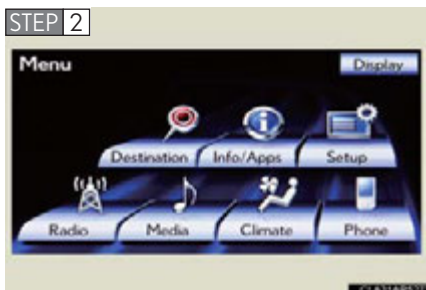 STEP 2
Menu Display
Destination Info/Apps Setup
Radio Media Climate Phone